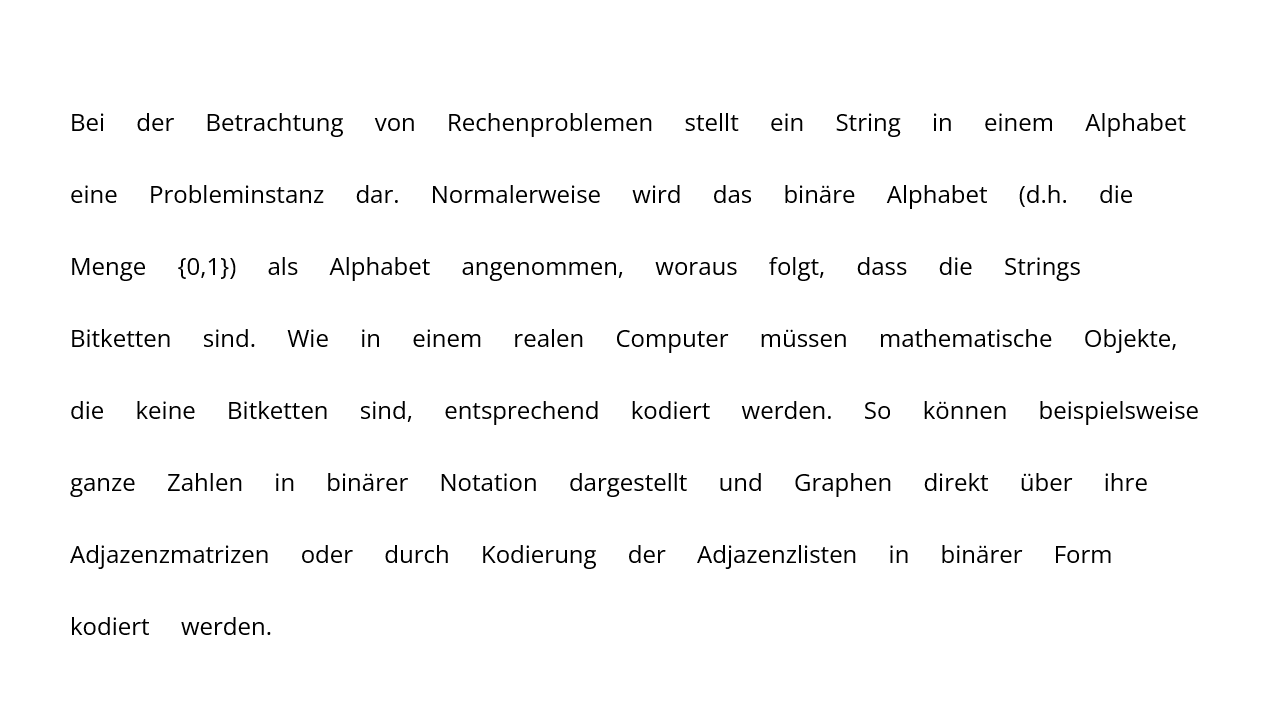 Bei der Betrachtung von Rechenproblemen stellt ein String in einem Alphabet
eine Probleminstanz dar. Normalerweise wird das binäre Alphabet (d.h. die
Menge {0,1}) als Alphabet angenommen, woraus folgt, dass die Strings
Bitketten sind. Wie in einem realen Computer müssen mathematische Objekte,
die keine Bitketten sind, entsprechend kodiert werden. So können beispielsweise
ganze Zahlen in binärer Notation dargestellt und Graphen direkt über ihre
Adjazenzmatrizen oder durch Kodierung der Adjazenzlisten in binärer Form
kodiert werden.